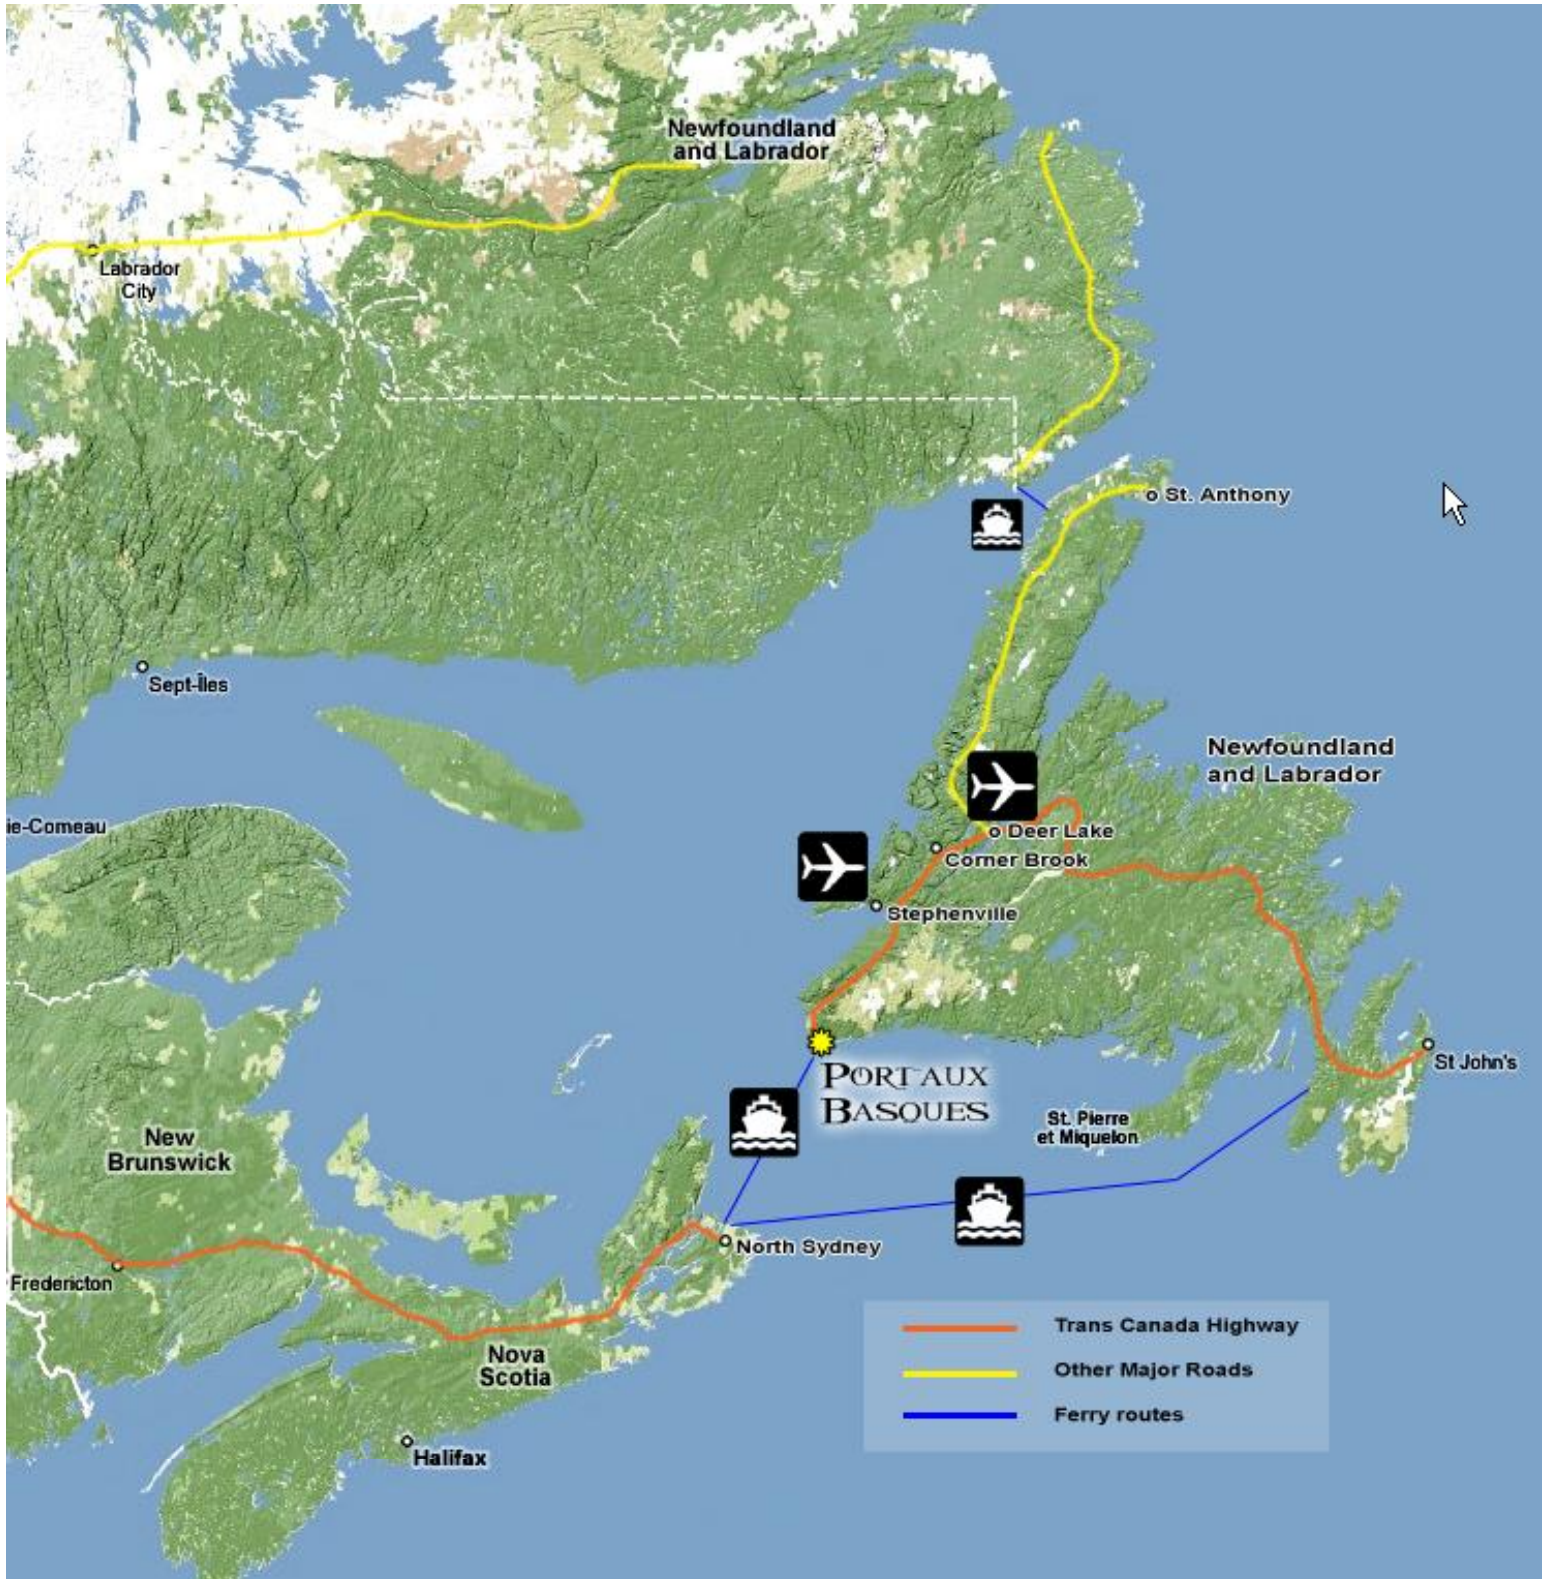 Newfoundland
and Labrador
Labrador
City
St. Anthony
Sept-Îles
Newfoundland
and Labrador
ie-Comeau
Deer Lake
Corner Brook
Stephenville
PORT AUX
BASQUES
St John's
St. Pierre
et Miquelon
New
Brunswick
North Sydney
Fredericton
Nova
Scotia
Halifax
Trans Canada Highway
Other Major Roads
Ferry routes